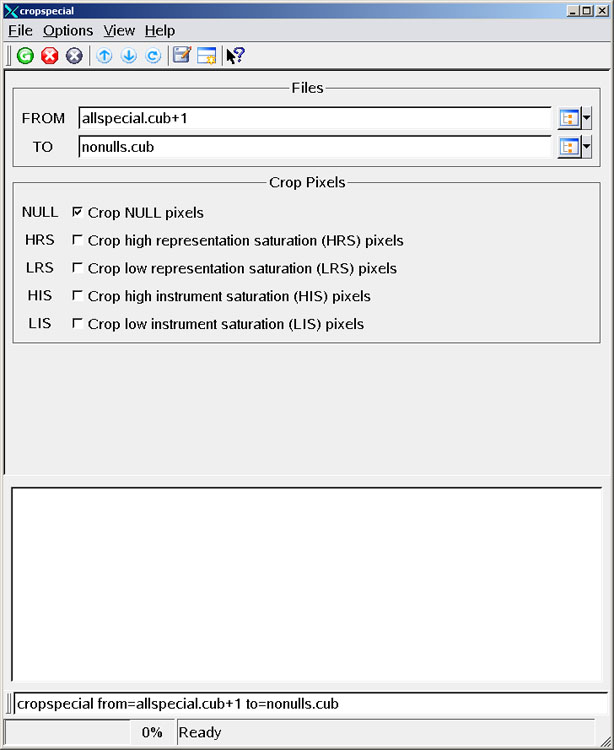 cropspecial
File Options View Help
Files
FROM allspecial.cub+1
TO nonulls.cub
Crop Pixels
NULL Crop NULL pixels
HRS Crop high representation saturation (HRS) pixels
LRS Crop low representation saturation (LRS) pixels
HIS Crop high instrument saturation (HIS) pixels
LIS Crop low instrument saturation (LIS) pixels
cropspecial from=allspecial.cub+1 to=nonulls.cub
0% Ready